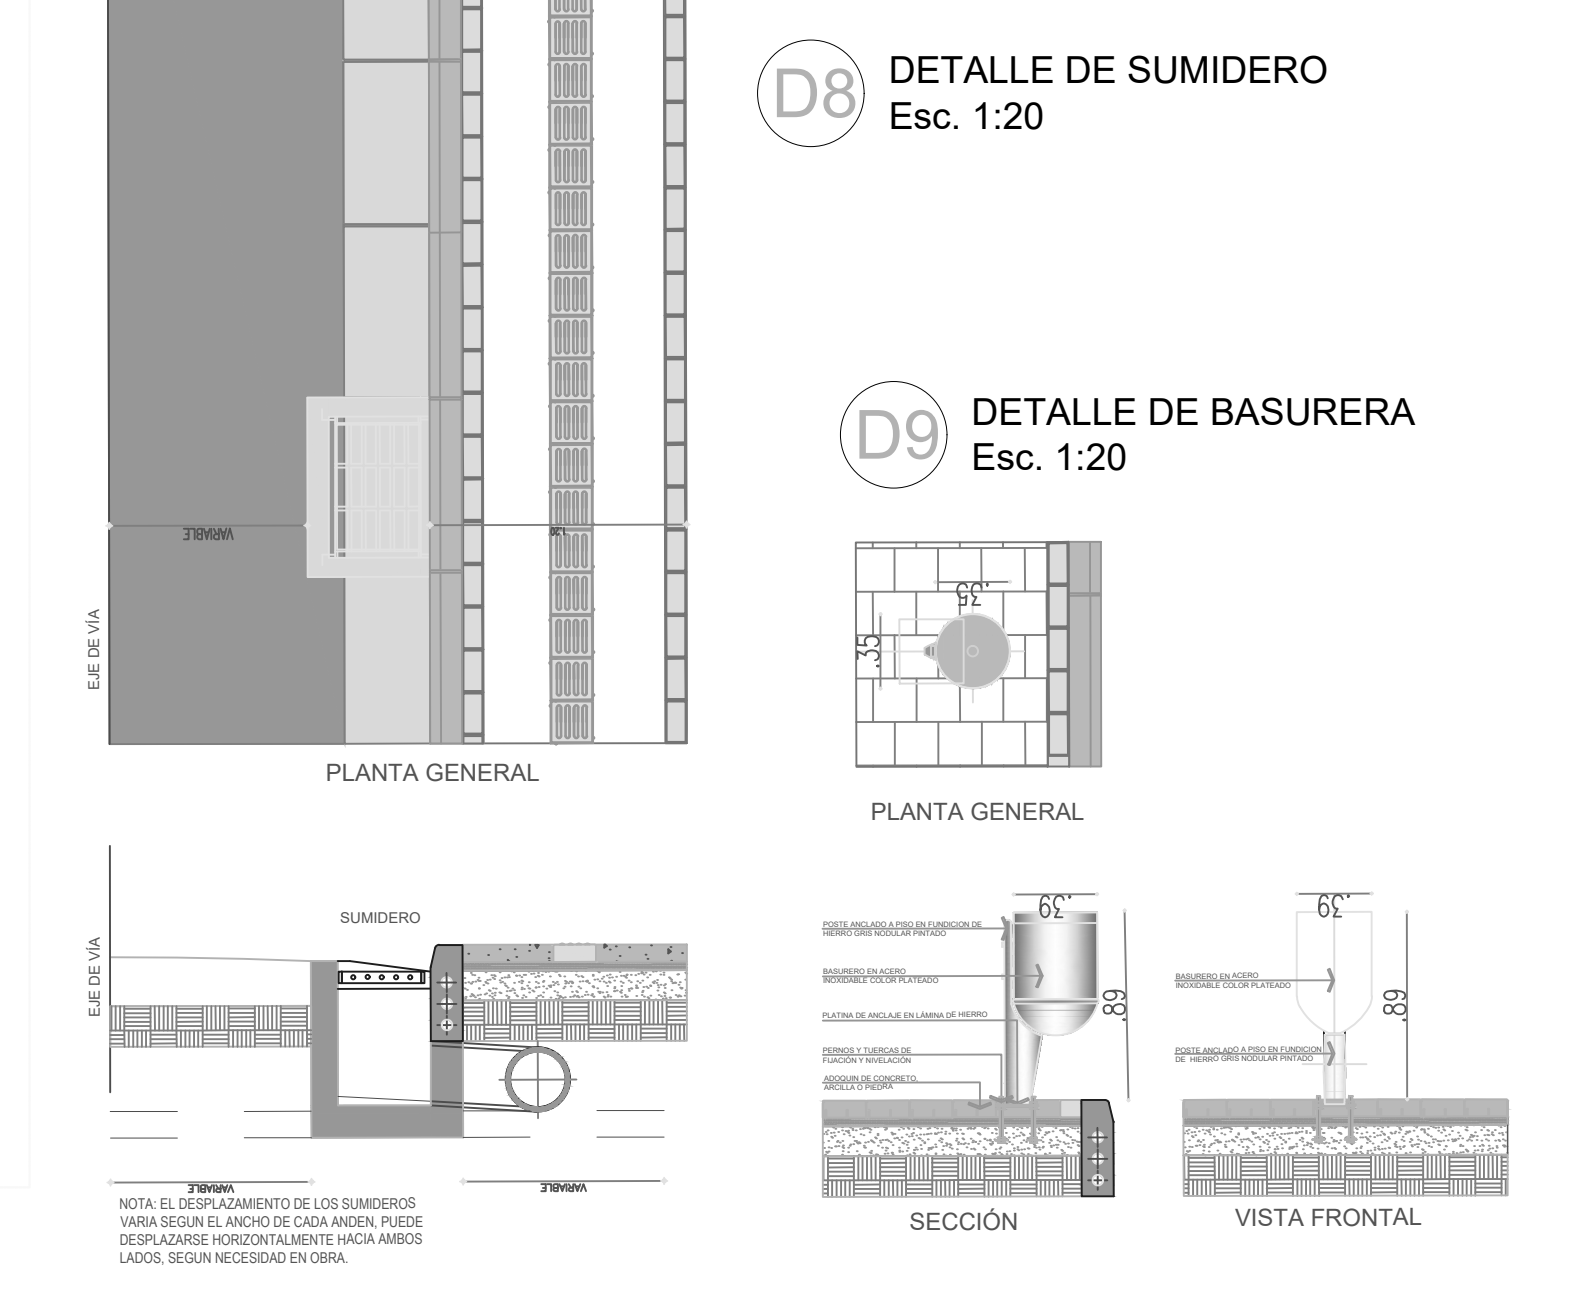 D8
DETALLE DE SUMIDERO
Esc. 1:20
D9
DETALLE DE BASURERA
Esc. 1:20
VARIABLE
1.20
EJE DE VÍA
PLANTA GENERAL
.35
.35
PLANTA GENERAL
SUMIDERO
EJE DE VÍA
VARIABLE
VARIABLE
NOTA: EL DESPLAZAMIENTO DE LOS SUMIDEROS
VARIA SEGUN EL ANCHO DE CADA ANDEN, PUEDE
DESPLAZARSE HORIZONTALMENTE HACIA AMBOS
LADOS, SEGUN NECESIDAD EN OBRA.
.39
POSTE ANCLADO A PISO EN FUNDICION DE
HIERRO GRIS NODULAR PINTADO
BASURERO EN ACERO
INOXIDABLE COLOR PLATEADO
PLATINA DE ANCLAJE EN LÁMINA DE HIERRO
PERNOS Y TUERCAS DE
FIJACIÓN Y NIVELACIÓN
ADOQUIN DE CONCRETO,
ARCILLA O PIEDRA
.89
SECCIÓN
.39
BASURERO EN ACERO
INOXIDABLE COLOR PLATEADO
POSTE ANCLADO A PISO EN FUNDICION
DE HIERRO GRIS NODULAR PINTADO
.89
VISTA FRONTAL